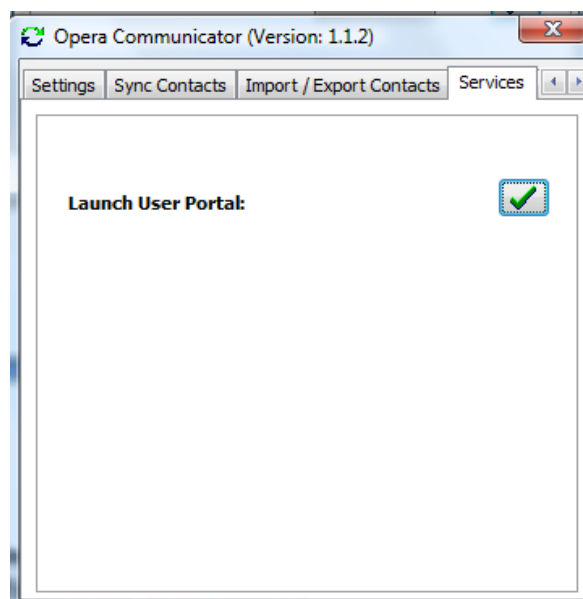 Opera Communicator (Version: 1.1.2)
Settings Sync Contacts Import / Export Contacts Services
Launch User Portal: